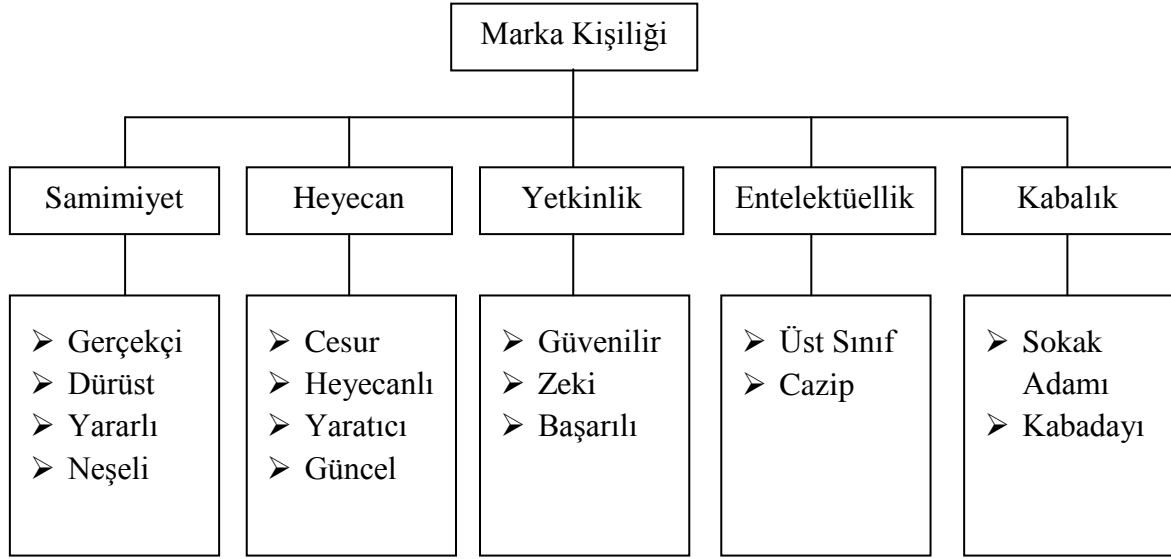 Marka Kişiliği
Samimiyet
Heyecan
Yetkinlik
Entelektüellik
Kabalık
➢ Gerçekçi
➢ Dürüst
➢ Yararlı
➢ Neşeli
➢ Cesur
➢ Heyecanlı
➢ Yaratıcı
➢ Güncel
➢ Güvenilir
➢ Zeki
➢ Başarılı
➢ Üst Sınıf
➢ Cazip
➢ Sokak
Adamı
➢ Kabadayı